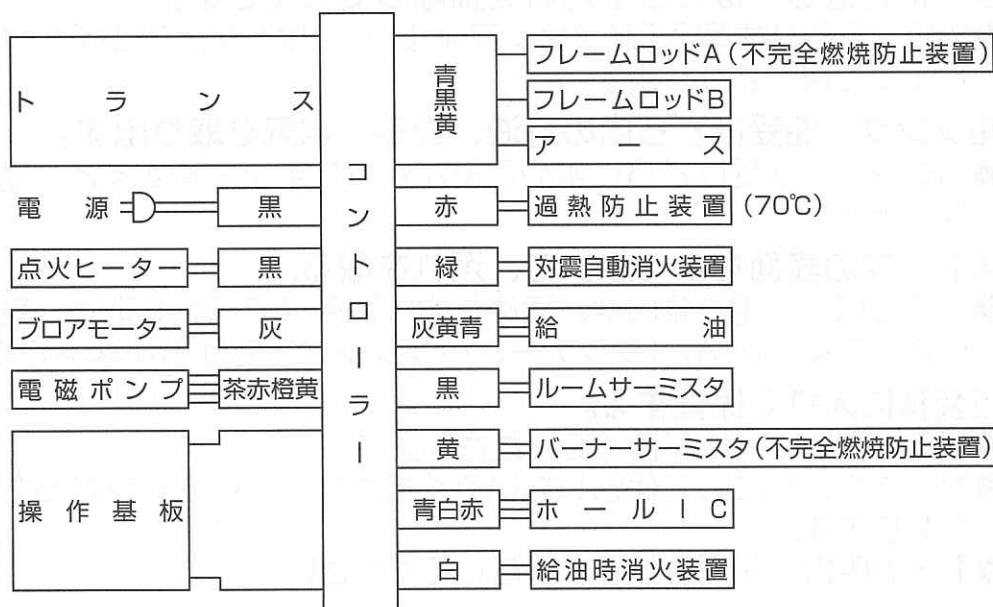 トランス
電源
黒
点火ヒーター
黒
ブロアモーター
灰
電磁ポンプ
茶赤橙黄
操作基板
コントローラー
青黒黄
フレームロッドA(不完全燃焼防止装置)
フレームロッドB
アース
赤
過熱防止装置 (70℃)
緑
対震自動消火装置
灰黄青
給油
黒
ルームサーミスタ
黄
バーナーサーミスタ(不完全燃焼防止装置)
青白赤
ホールIC
白
給油時消火装置